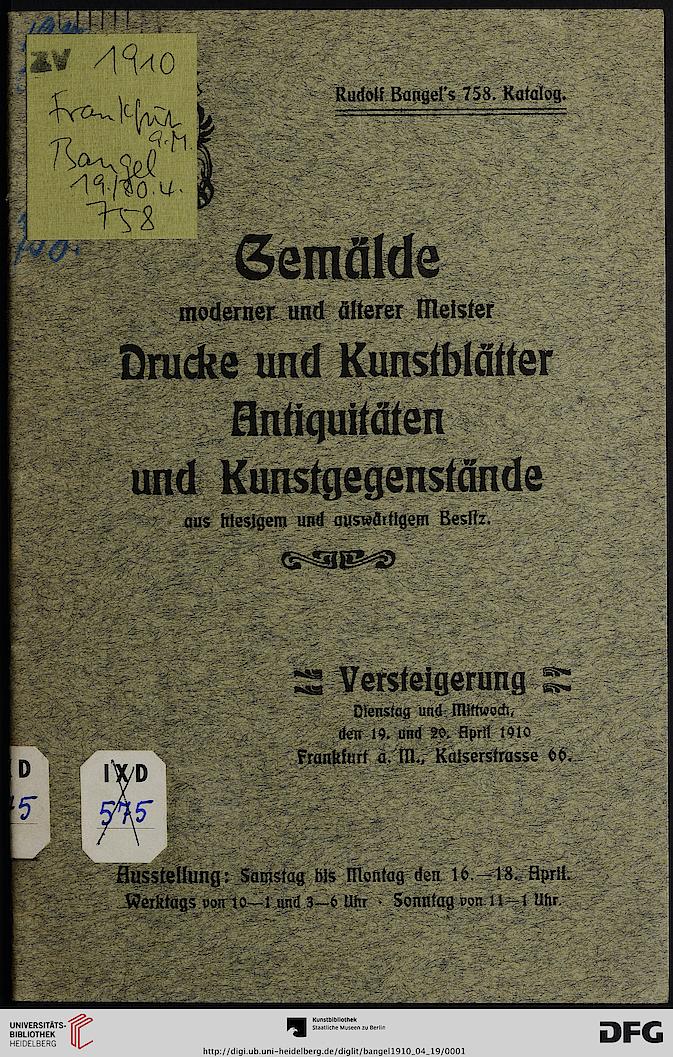 ZV 1910
Frankfurt
a.M.
Bangel
19./20.4.
758
Rudolf Bangel's 758. Katalog.
Gemälde
moderner und älterer Meister
Drucke und Kunstblätter
Antiquitäten
und Kunstgegenstände
aus hiesigem und auswärtigem Besitz.
Versteigerung
Dienstag und Mittwoch,
den 19. und 20. April 1910
Frankfurt a. M., Kaiserstrasse 66.
D
5
IXD
575
Ausstellung: Samstag bis Montag den 16.—18. April.
Werktags von 10—1 und 3—6 Uhr · Sonntag von 11—1 Uhr.
UNIVERSITÄTS-
BIBLIOTHEK
HEIDELBERG
Kunstbibliothek
Staatliche Museen zu Berlin
DFG
http://digi.ub.uni-heidelberg.de/diglit/bangel1910_04_19/0001